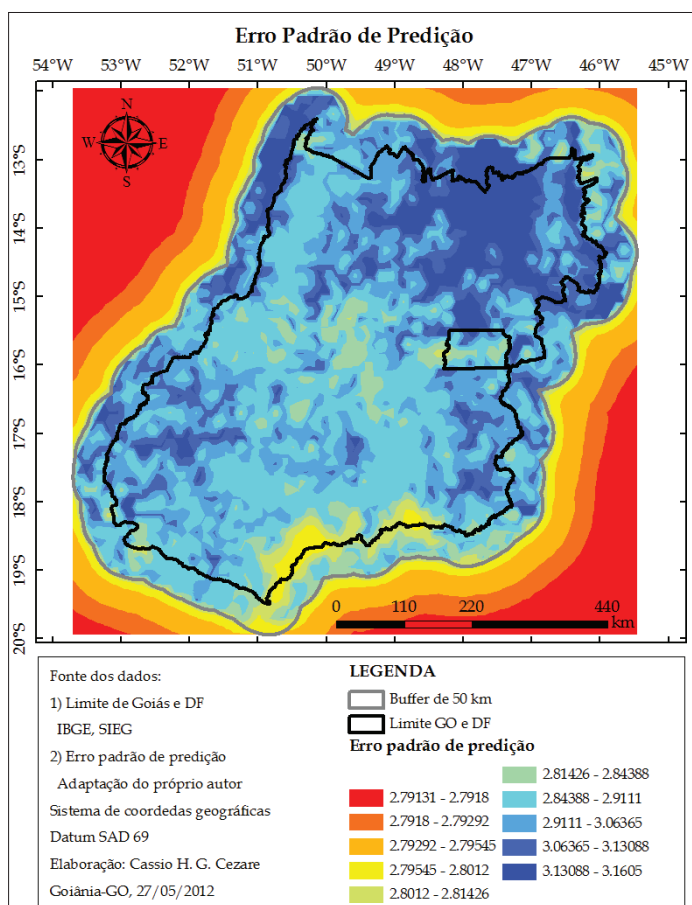 Erro Padrão de Predição
54°W 53°W 52°W 51°W 50°W 49°W 48°W 47°W 46°W 45°W
N
W E
S
13°S
14°S
15°S
16°S
17°S
18°S
19°S
20°S
0 110 220 440
km
Fonte dos dados:
1) Limite de Goiás e DF
IBGE, SIEG
2) Erro padrão de predição
Adaptação do próprio autor
Sistema de coordedas geográficas
Datum SAD 69
Elaboração: Cassio H. G. Cezare
Goiânia-GO, 27/05/2012
LEGENDA
Buffer de 50 km
Limite GO e DF
Erro padrão de predição
2.79131 - 2.7918
2.7918 - 2.79292
2.79292 - 2.79545
2.79545 - 2.8012
2.8012 - 2.81426
2.81426 - 2.84388
2.84388 - 2.9111
2.9111 - 3.06365
3.06365 - 3.13088
3.13088 - 3.1605